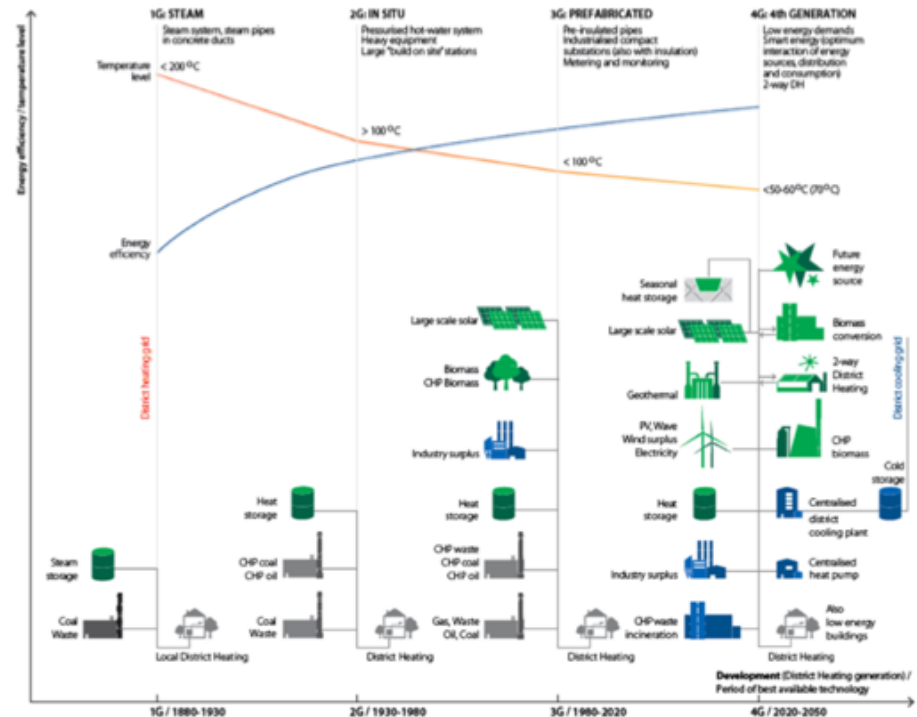 1G: STEAM
Steam system, steam pipes
in concrete ducts
2G: IN SITU
Pressurised hot-water system
Heavy equipment
Large "build on site" stations
3G: PREFABRICATED
Pre-insulated pipes
Industrialised compact
substations (also with insulation)
Metering and monitoring
4G: 4th GENERATION
Low energy demands
Smart energy (optimum
interaction of energy
sources, distribution
and consumption)
2-way DH
Energy efficiency / temperature level
Temperature
level
< 200 °C
> 100 °C
< 100 °C
<50-60°C (70°C)
Energy
efficiency
District heating grid
Steam
storage
Coal
Waste
Local District Heating
Heat
storage
CHP coal
CHP oil
Coal
Waste
District Heating
Large scale solar
Biomass
CHP Biomass
Industry surplus
Heat
storage
CHP waste
CHP coal
CHP oil
Gas, Waste
Oil, Coal
District Heating
Seasonal
heat storage
Large scale solar
Geothermal
PV, Wave
Wind surplus
Electricity
Heat
storage
Industry surplus
CHP waste
incineration
Future
energy
source
Biomass
conversion
2-way
District
Heating
CHP
biomass
Centralised
district
cooling plant
Centralised
heat pump
Also
low energy
buildings
District Heating
District cooling grid
Cold
storage
Development (District Heating generation) /
Period of best available technology
1G / 1880-1930
2G / 1930-1980
3G / 1980-2020
4G / 2020-2050